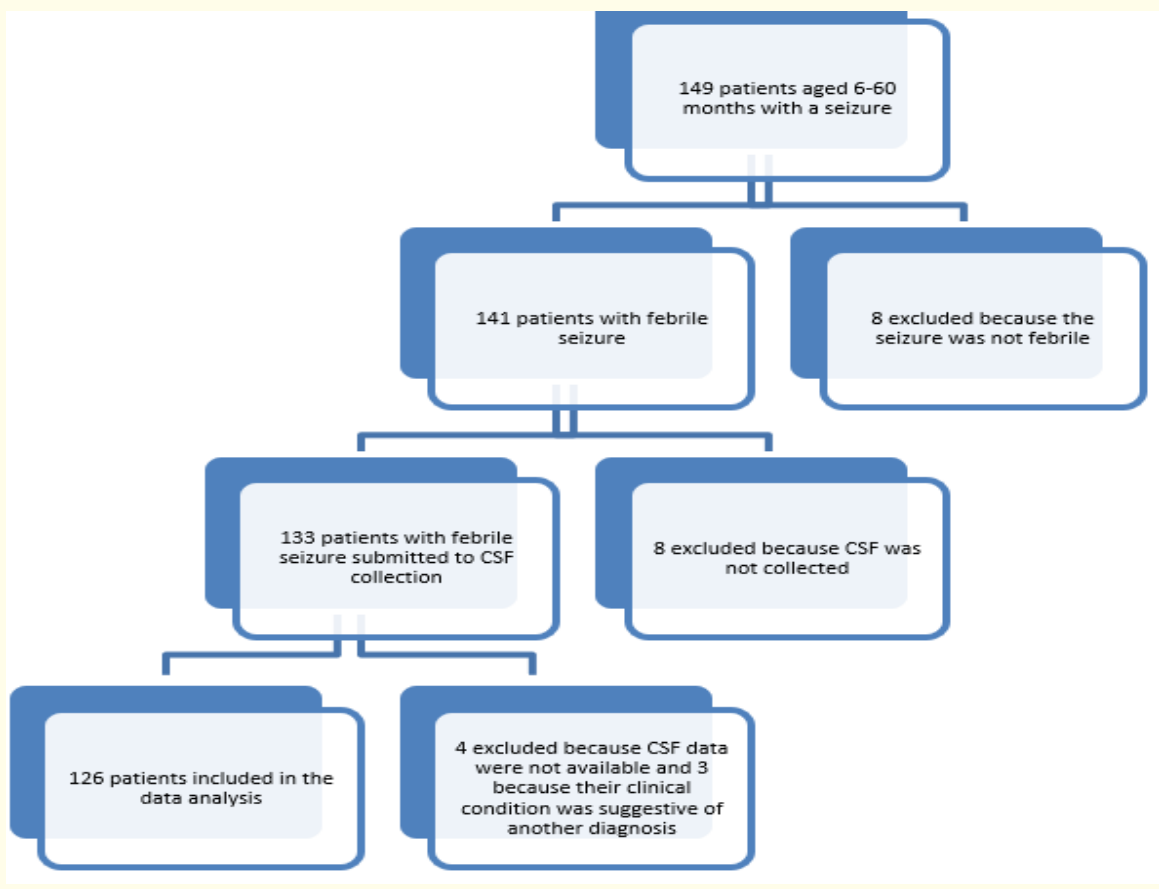 149 patients aged 6-60
months with a seizure
141 patients with febrile
seizure
8 excluded because the
seizure was not febrile
133 patients with febrile
seizure submitted to CSF
collection
8 excluded because CSF was
not collected
126 patients included in the
data analysis
4 excluded because CSF data
were not available and 3
because their clinical
condition was suggestive of
another diagnosis